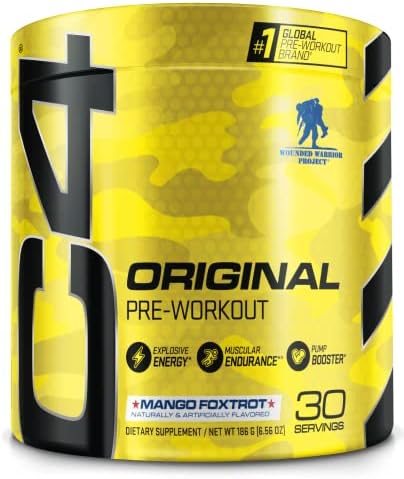 #1 GLOBAL
PRE-WORKOUT
BRAND^
C4
WOUNDED WARRIOR
PROJECT®
ORIGINAL
PRE-WORKOUT
EXPLOSIVE
ENERGY*
MUSCULAR
ENDURANCE*
PUMP
BOOSTER*
MANGO FOXTROT
NATURALLY & ARTIFICIALLY FLAVORED
DIETARY SUPPLEMENT / NET WT 186 G (6.56 OZ)
30
SERVINGS